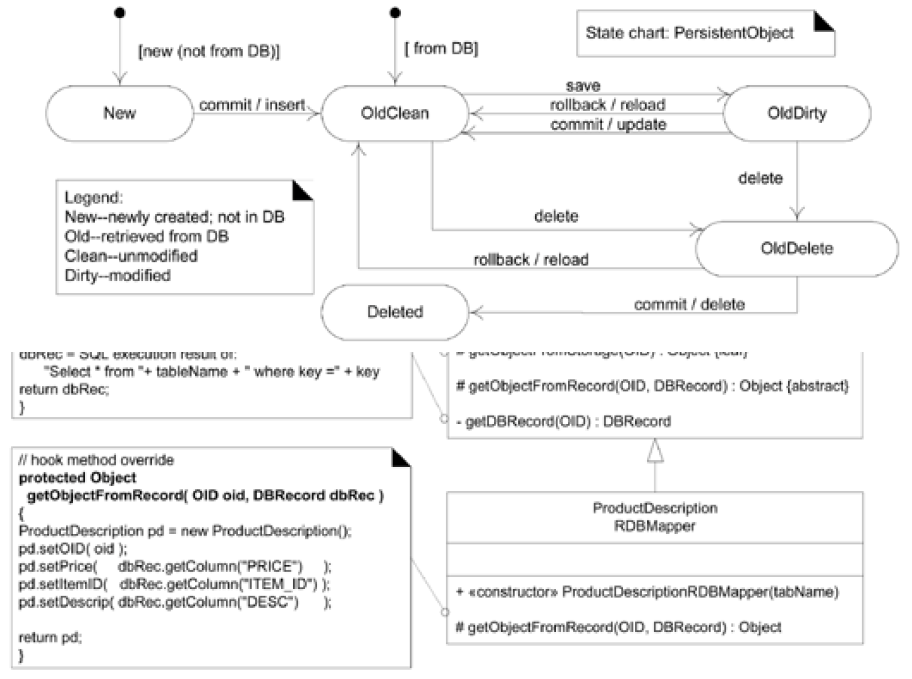 [new (not from DB)]
[ from DB]
State chart: PersistentObject
New
commit / insert
OldClean
save
rollback / reload
commit / update
OldDirty
delete
Legend:
New--newly created; not in DB
Old--retrieved from DB
Clean--unmodified
Dirty--modified
delete
OldDelete
rollback / reload
Deleted
commit / delete
dbRec = SQL execution result of:
"Select * from "+ tableName + " where key =" + key
return dbRec;
}
# getObjectFromStorage(OID) : Object {leaf}
# getObjectFromRecord(OID, DBRecord) : Object {abstract}
- getDBRecord(OID) : DBRecord
// hook method override
protected Object
getObjectFromRecord( OID oid, DBRecord dbRec )
{
ProductDescription pd = new ProductDescription();
pd.setOID( oid );
pd.setPrice( dbRec.getColumn("PRICE") );
pd.setItemID( dbRec.getColumn("ITEM_ID") );
pd.setDescrip( dbRec.getColumn("DESC") );
return pd;
}
ProductDescription
RDBMapper
+ «constructor» ProductDescriptionRDBMapper(tabName)
# getObjectFromRecord(OID, DBRecord) : Object